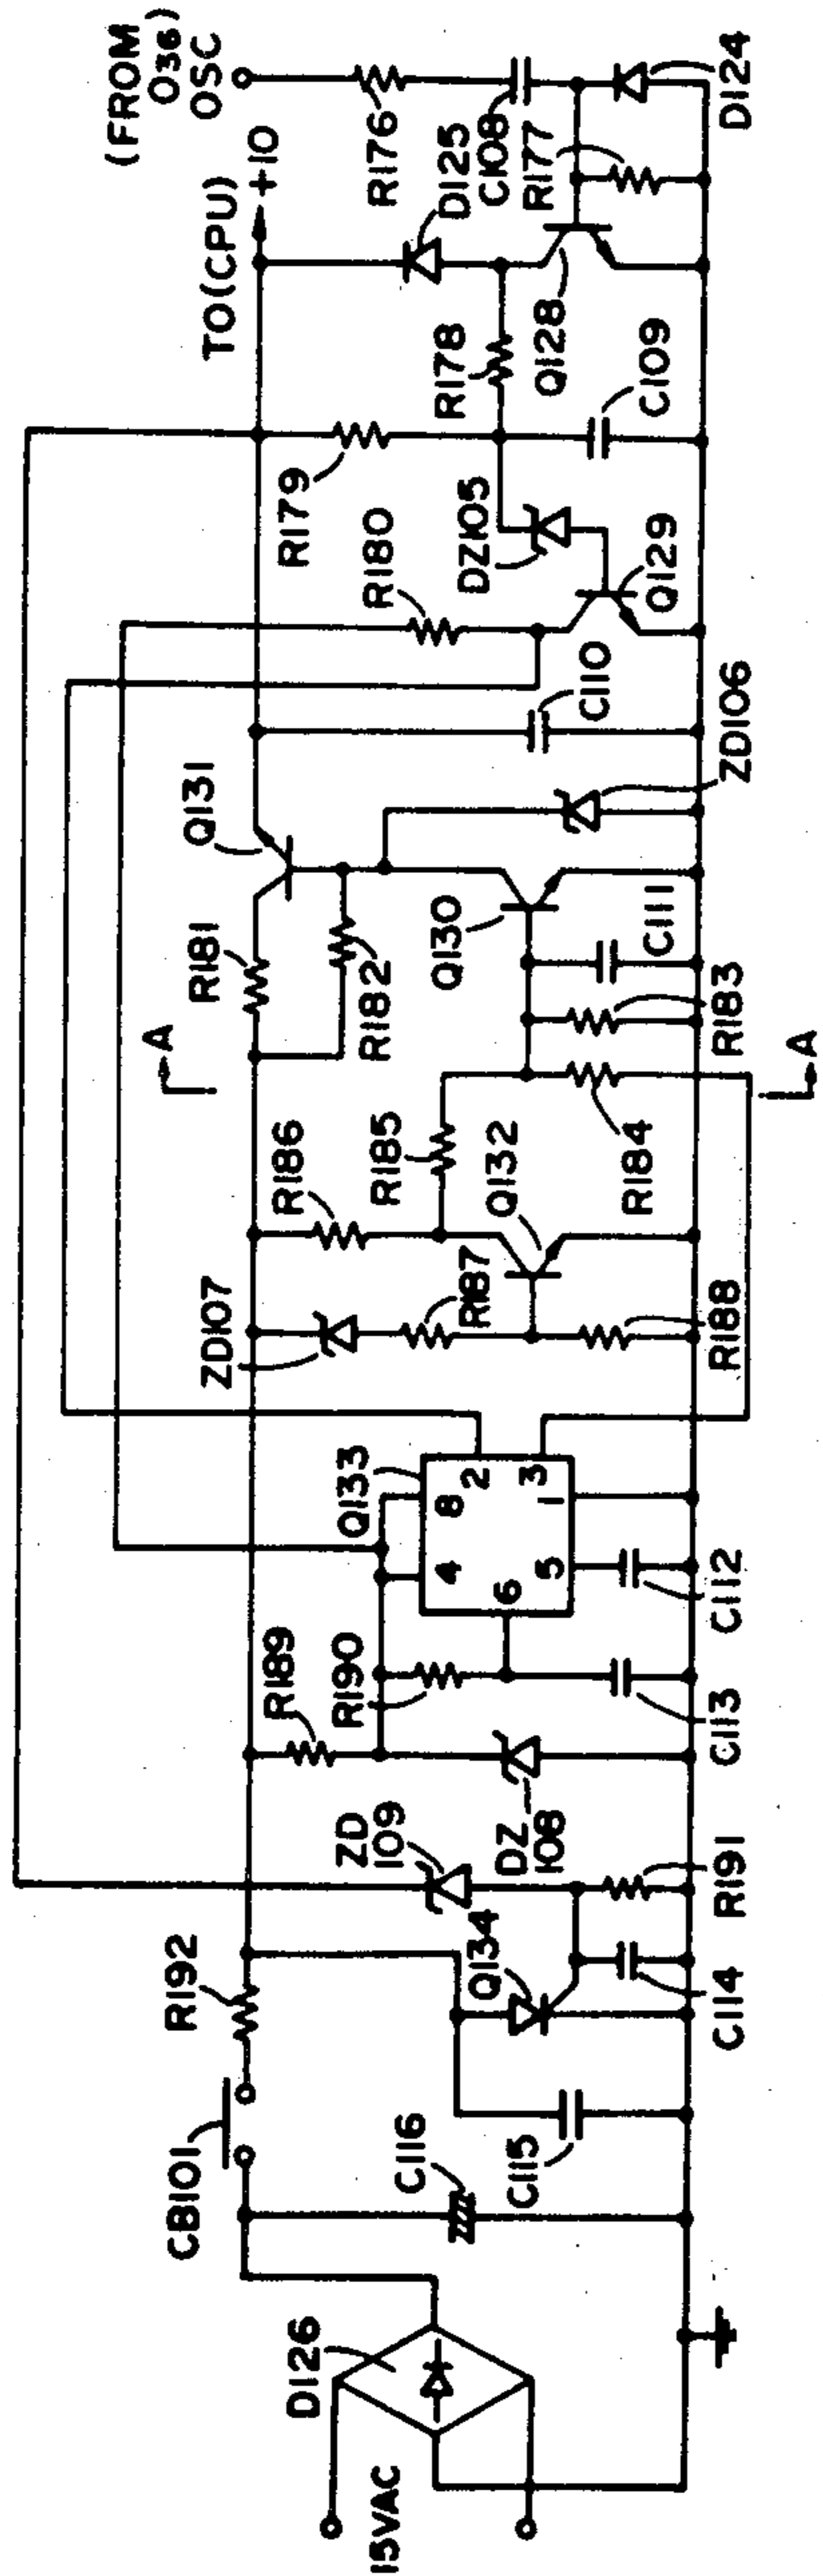 (FROM
O36)
OSC
TO(CPU) +10
R176
D125
C108
R177
D124
R178
Q128
C109
R179
DZ105
R180
Q129
C110
ZD106
Q131
R181
R182
Q130
C111
R183
A
A
R184
R185
R186
Q132
R187
R188
ZD107
Q133
8
2
4
3
6
5
1
C112
R189
R190
C113
ZD
109
DZ
108
R191
R192
Q134
C114
CB101
C116
C115
D126
15VAC